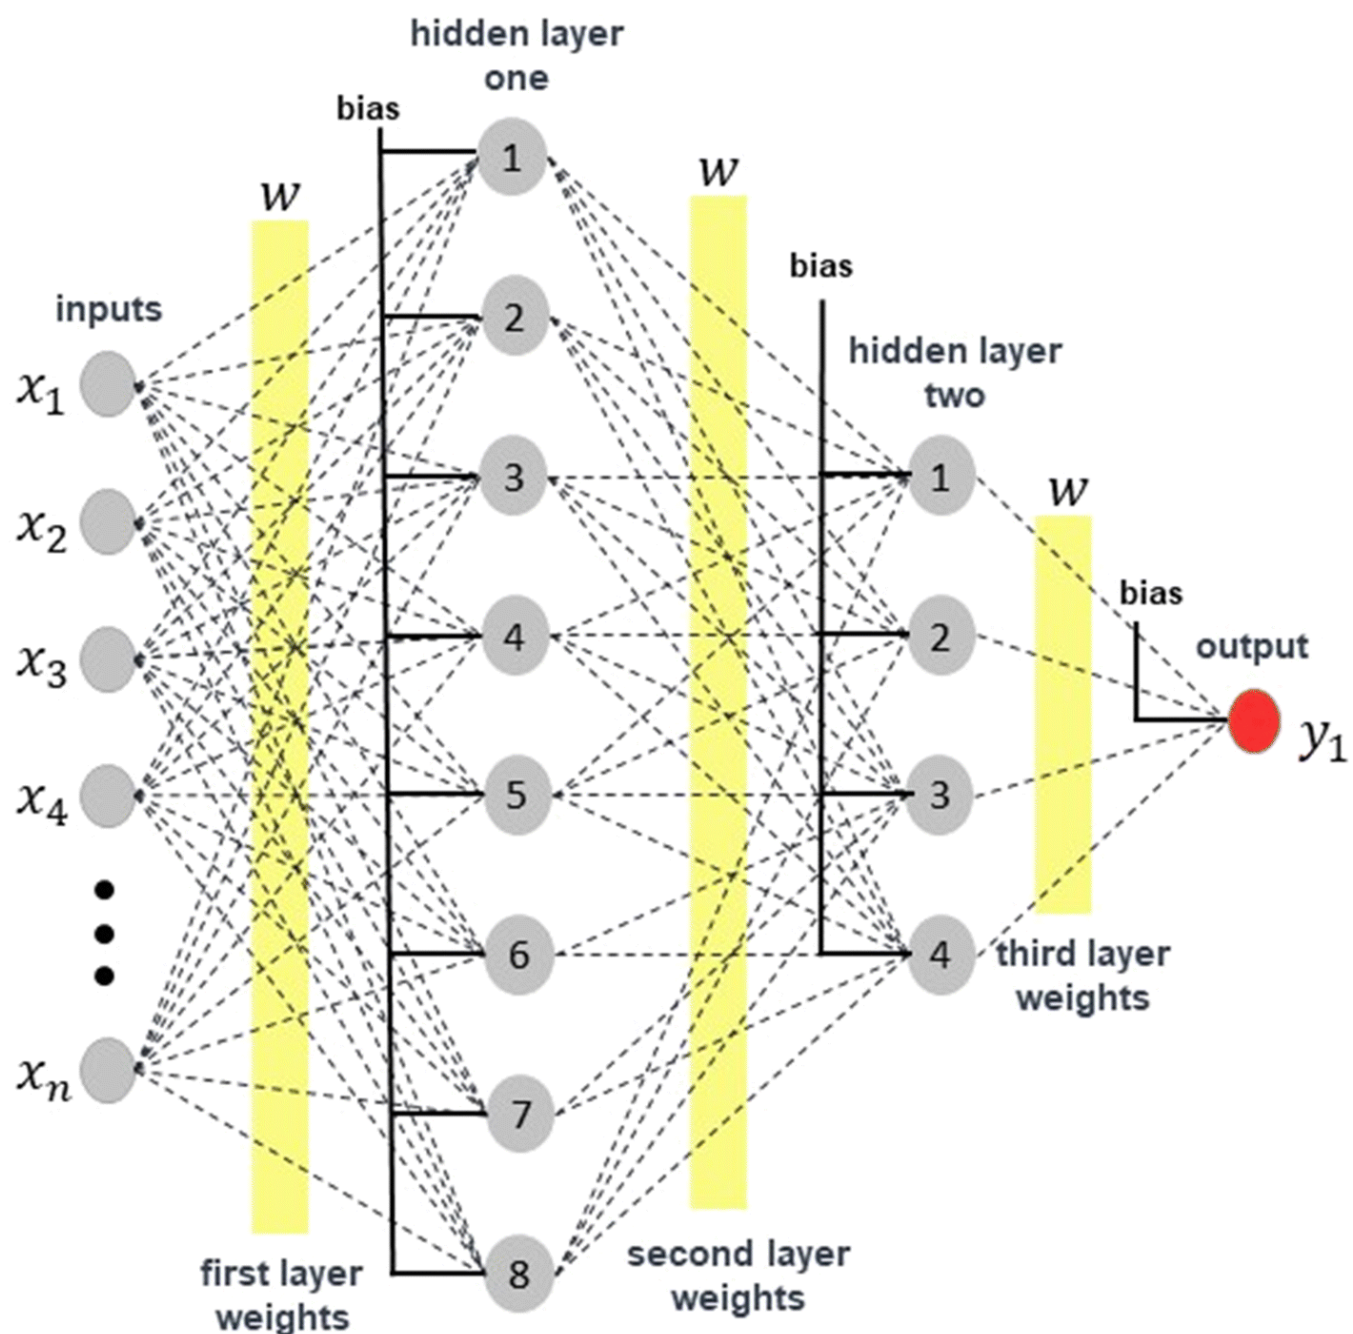 hidden layer
one
bias
w
1
2
3
4
5
6
7
8
inputs
x₁
x₂
x₃
x₄
xₙ
first layer
weights
w
second layer
weights
bias
hidden layer
two
1
2
3
4
w
third layer
weights
bias
output
y₁